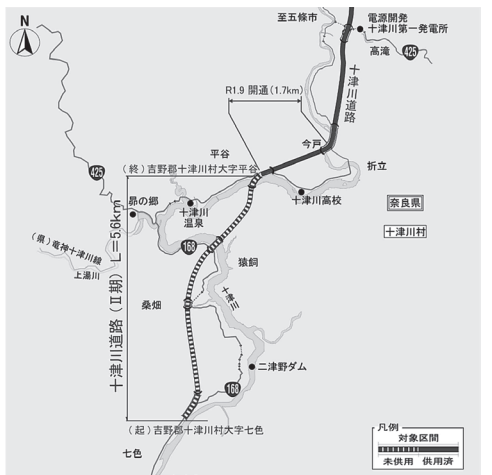 N
至五條市
電源開発
十津川第一発電所
高滝
425
十津川道路
R1.9 開通(1.7km)
今戸
平谷
折立
(終)吉野郡十津川村大字平谷
425
十津川高校
昴の郷
十津川
温泉
奈良県
十津川村
(県)竜神十津川線
上湯川
168
猿飼
十津川道路(Ⅱ期)L=5.6km
桑畑
十津川
二津野ダム
168
(起)吉野郡十津川村大字七色
七色
凡例
対象区間
未供用
供用済